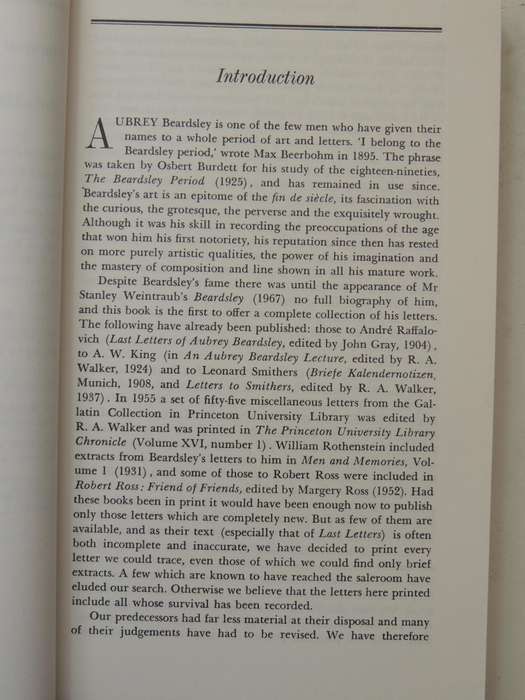 Introduction
AUBREY Beardsley is one of the few men who have given their
names to a whole period of art and letters. 'I belong to the
Beardsley period,' wrote Max Beerbohm in 1895. The phrase
was taken by Osbert Burdett for his study of the eighteen-nineties,
The Beardsley Period (1925), and has remained in use since.
Beardsley's art is an epitome of the fin de siècle, its fascination with
the curious, the grotesque, the perverse and the exquisitely wrought.
Although it was his skill in recording the preoccupations of the age
that won him his first notoriety, his reputation since then has rested
on more purely artistic qualities, the power of his imagination and
the mastery of composition and line shown in all his mature work.
Despite Beardsley's fame there was until the appearance of Mr
Stanley Weintraub's Beardsley (1967) no full biography of him,
and this book is the first to offer a complete collection of his letters.
The following have already been published: those to André Raffalo-
vich (Last Letters of Aubrey Beardsley, edited by John Gray, 1904),
to A. W. King (in An Aubrey Beardsley Lecture, edited by R. A.
Walker, 1924) and to Leonard Smithers (Briefe Kalendernotizen,
Munich, 1908, and Letters to Smithers, edited by R. A. Walker,
1937). In 1955 a set of fifty-five miscellaneous letters from the Gal-
latin Collection in Princeton University Library was edited by
R. A. Walker and was printed in The Princeton University Library
Chronicle (Volume XVI, number 1). William Rothenstein included
extracts from Beardsley's letters to him in Men and Memories, Vol-
ume I (1931), and some of those to Robert Ross were included in
Robert Ross: Friend of Friends, edited by Margery Ross (1952). Had
these books been in print it would have been enough now to publish
only those letters which are completely new. But as few of them are
available, and as their text (especially that of Last Letters) is often
both incomplete and inaccurate, we have decided to print every
letter we could trace, even those of which we could find only brief
extracts. A few which are known to have reached the saleroom have
eluded our search. Otherwise we believe that the letters here printed
include all whose survival has been recorded.
Our predecessors had far less material at their disposal and many
of their judgements have had to be revised. We have therefore